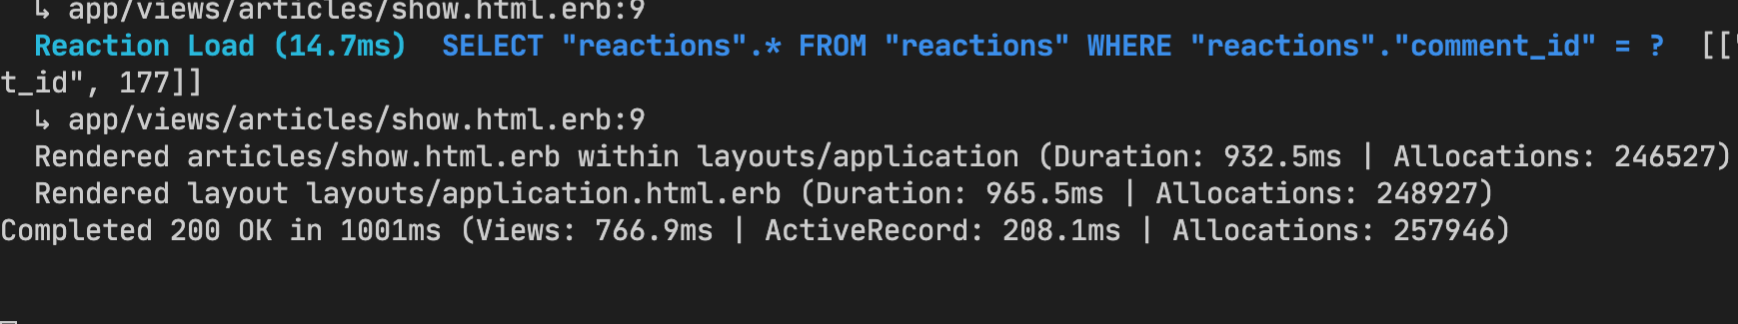 ↳ app/views/articles/show.html.erb:9
Reaction Load (14.7ms)  SELECT "reactions".* FROM "reactions" WHERE "reactions"."comment_id" = ?  [["
t_id", 177]]
↳ app/views/articles/show.html.erb:9
Rendered articles/show.html.erb within layouts/application (Duration: 932.5ms | Allocations: 246527)
Rendered layout layouts/application.html.erb (Duration: 965.5ms | Allocations: 248927)
Completed 200 OK in 1001ms (Views: 766.9ms | ActiveRecord: 208.1ms | Allocations: 257946)